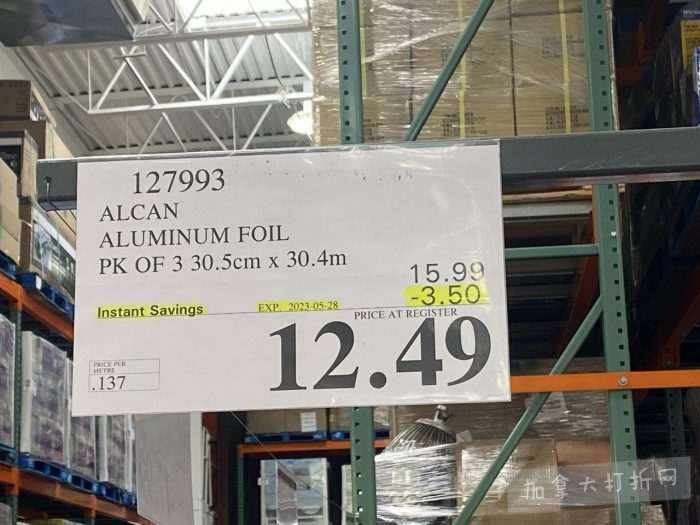 127993
ALCAN
ALUMINUM FOIL
PK OF 3 30.5cm x 30.4m
15.99
Instant Savings EXP. 2023-05-28 -3.50
PRICE AT REGISTER
12.49
PRICE PER
METRE
.137
加拿大打折网